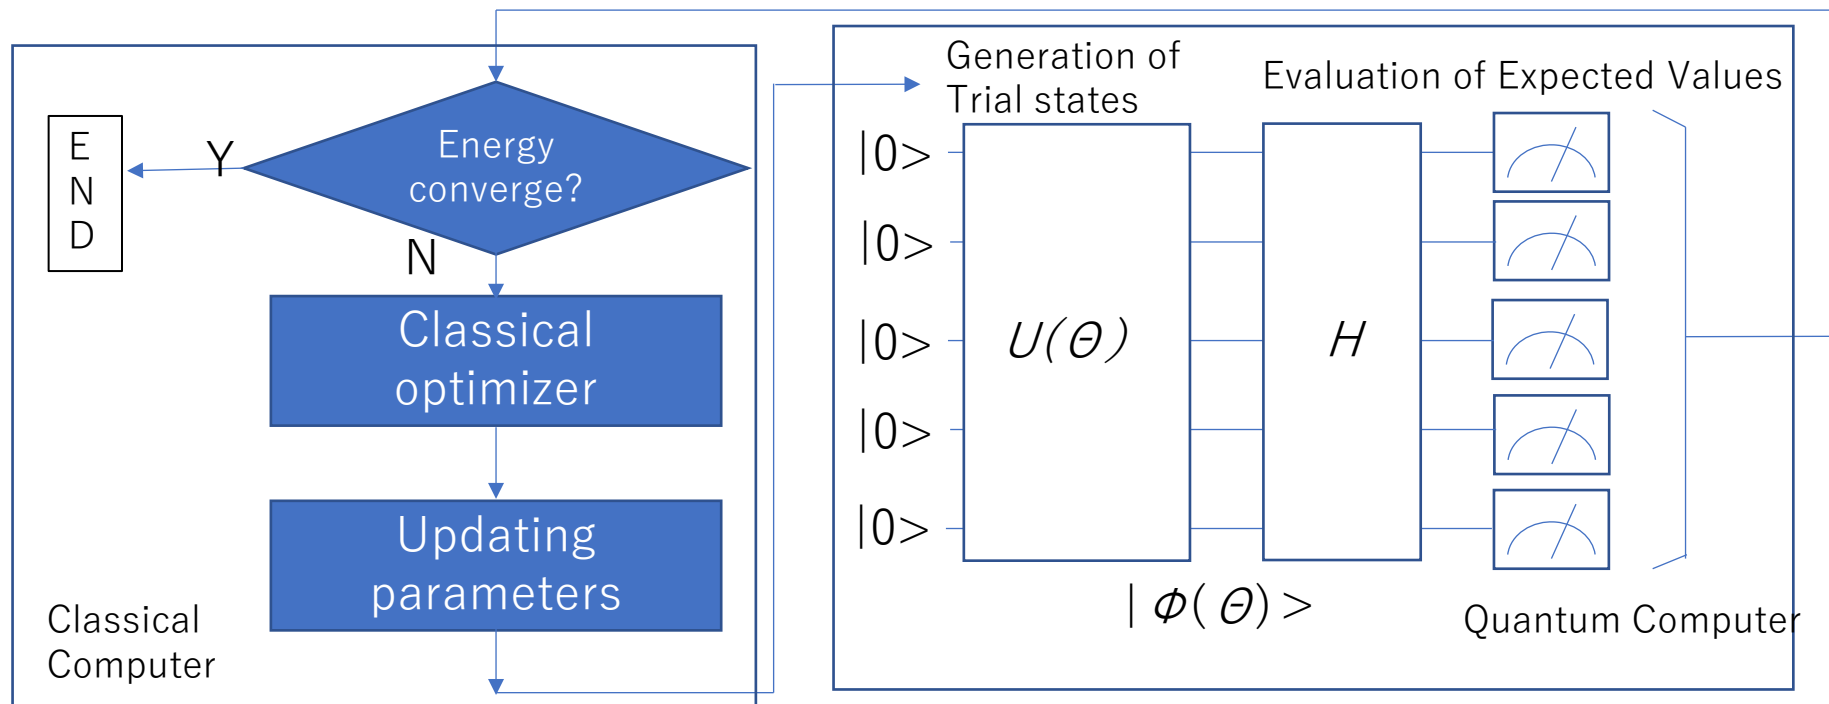 E
N
D
Y
Energy
converge?
N
Classical
optimizer
Updating
parameters
Classical
Computer
Generation of
Trial states
Evaluation of Expected Values
|0>
|0>
|0>
|0>
|0>
U(Θ)
H
|Φ(Θ)>
Quantum Computer